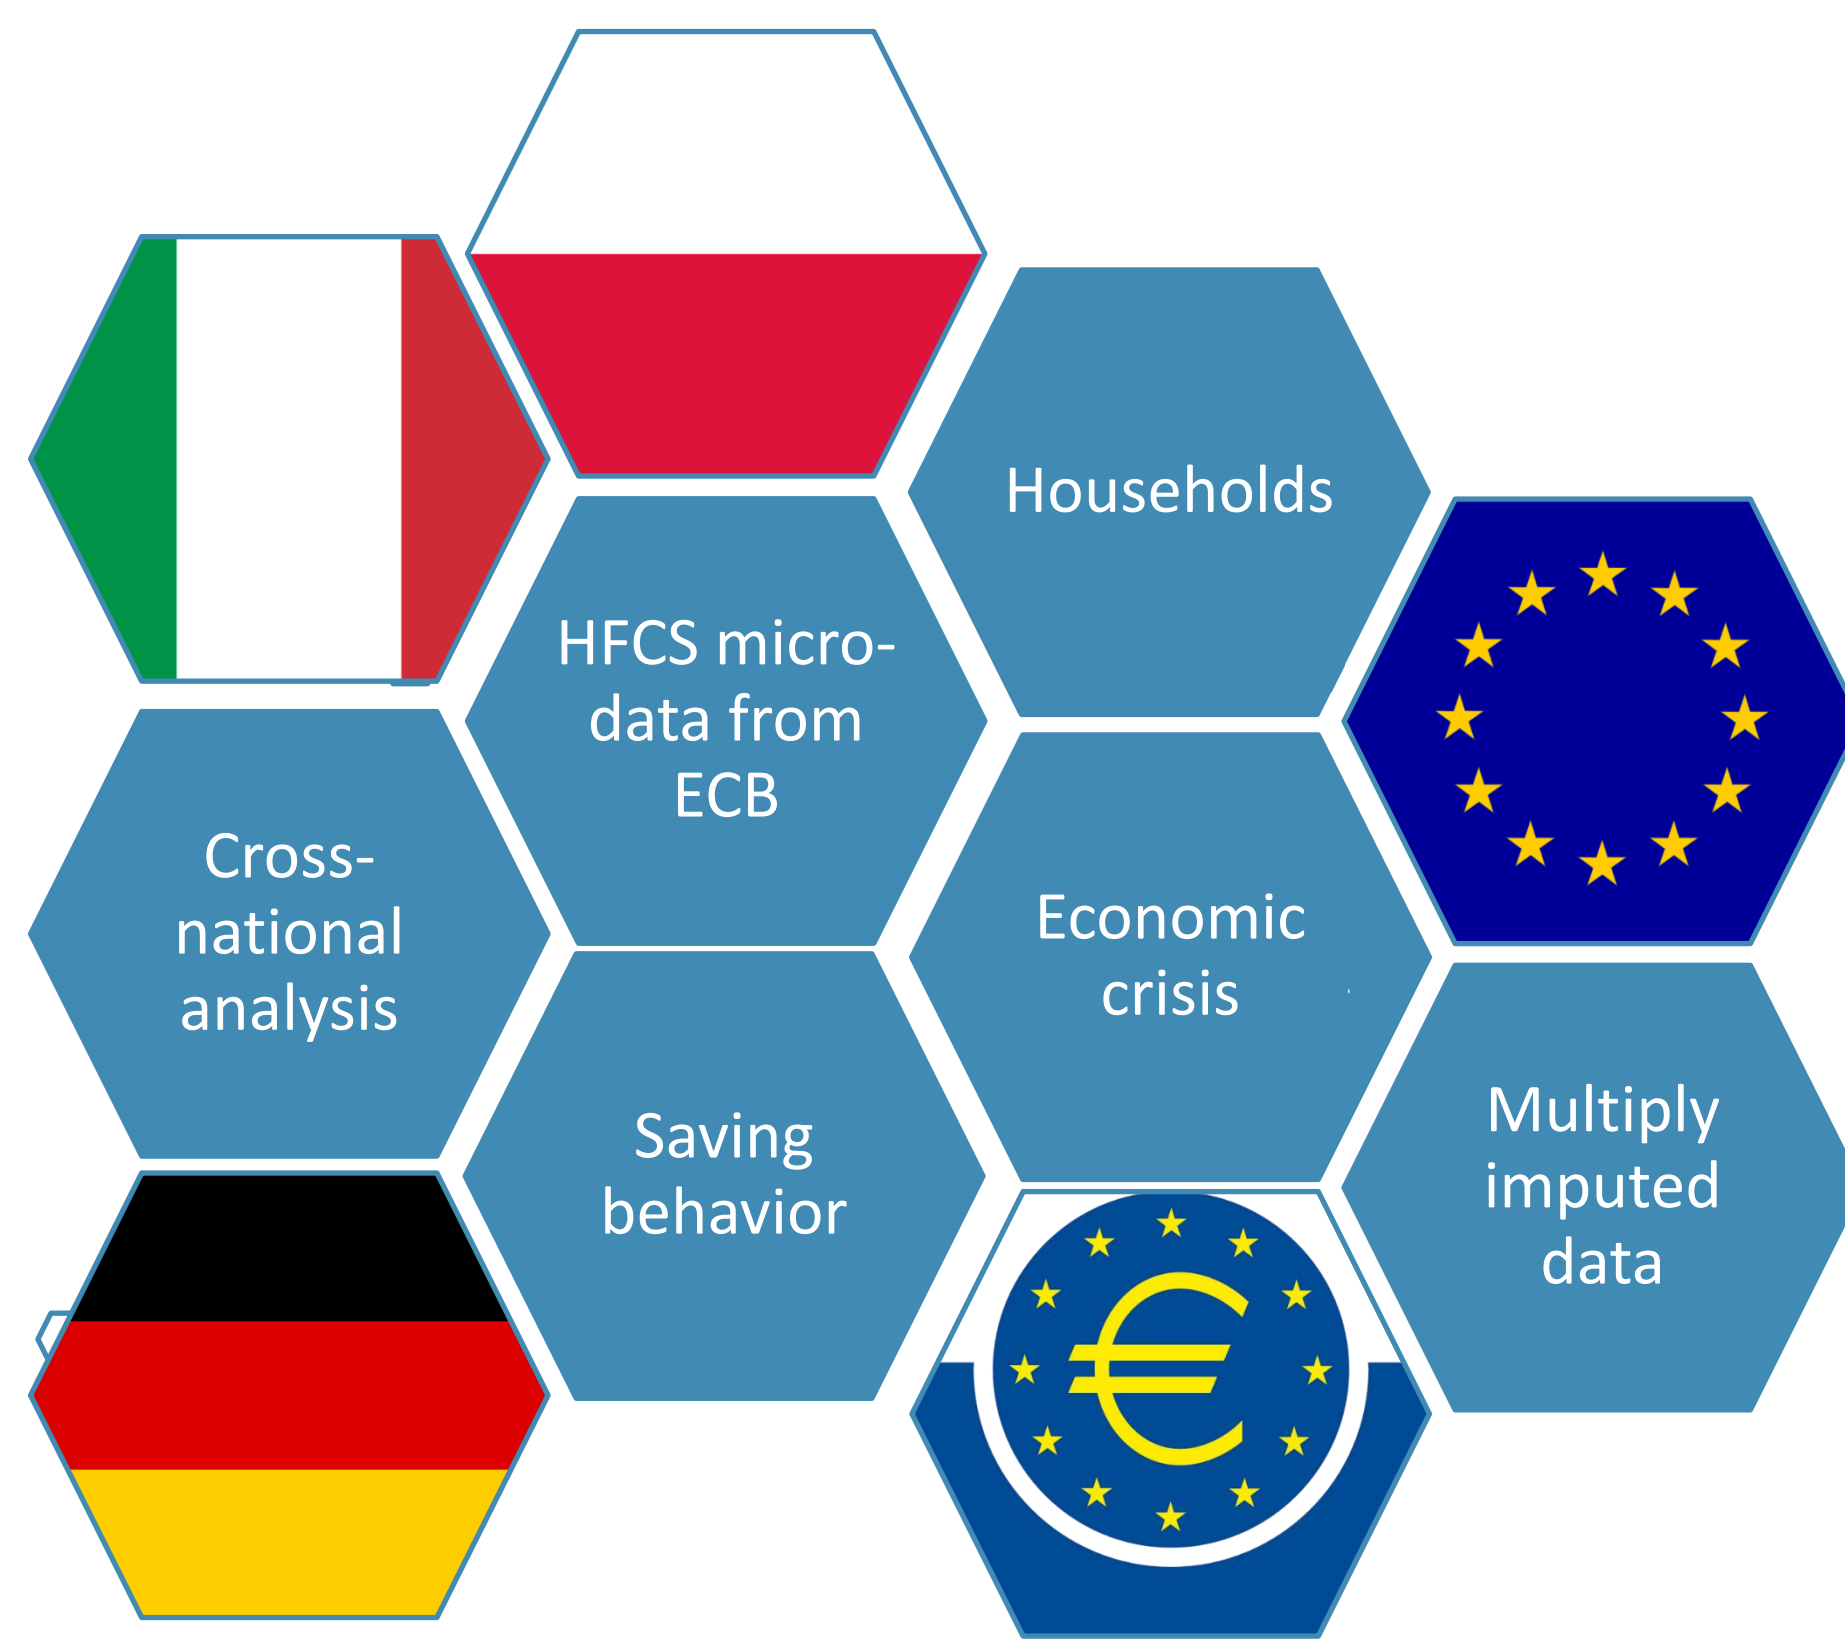 Households
HFCS micro-
data from
ECB
Cross-
national
analysis
Economic
crisis
Saving
behavior
Multiply
imputed
data
€